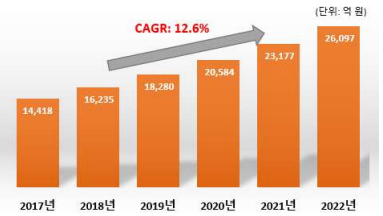 (단위: 억 원)
CAGR: 12.6%
14,418
16,235
18,280
20,584
23,177
26,097
2017년
2018년
2019년
2020년
2021년
2022년